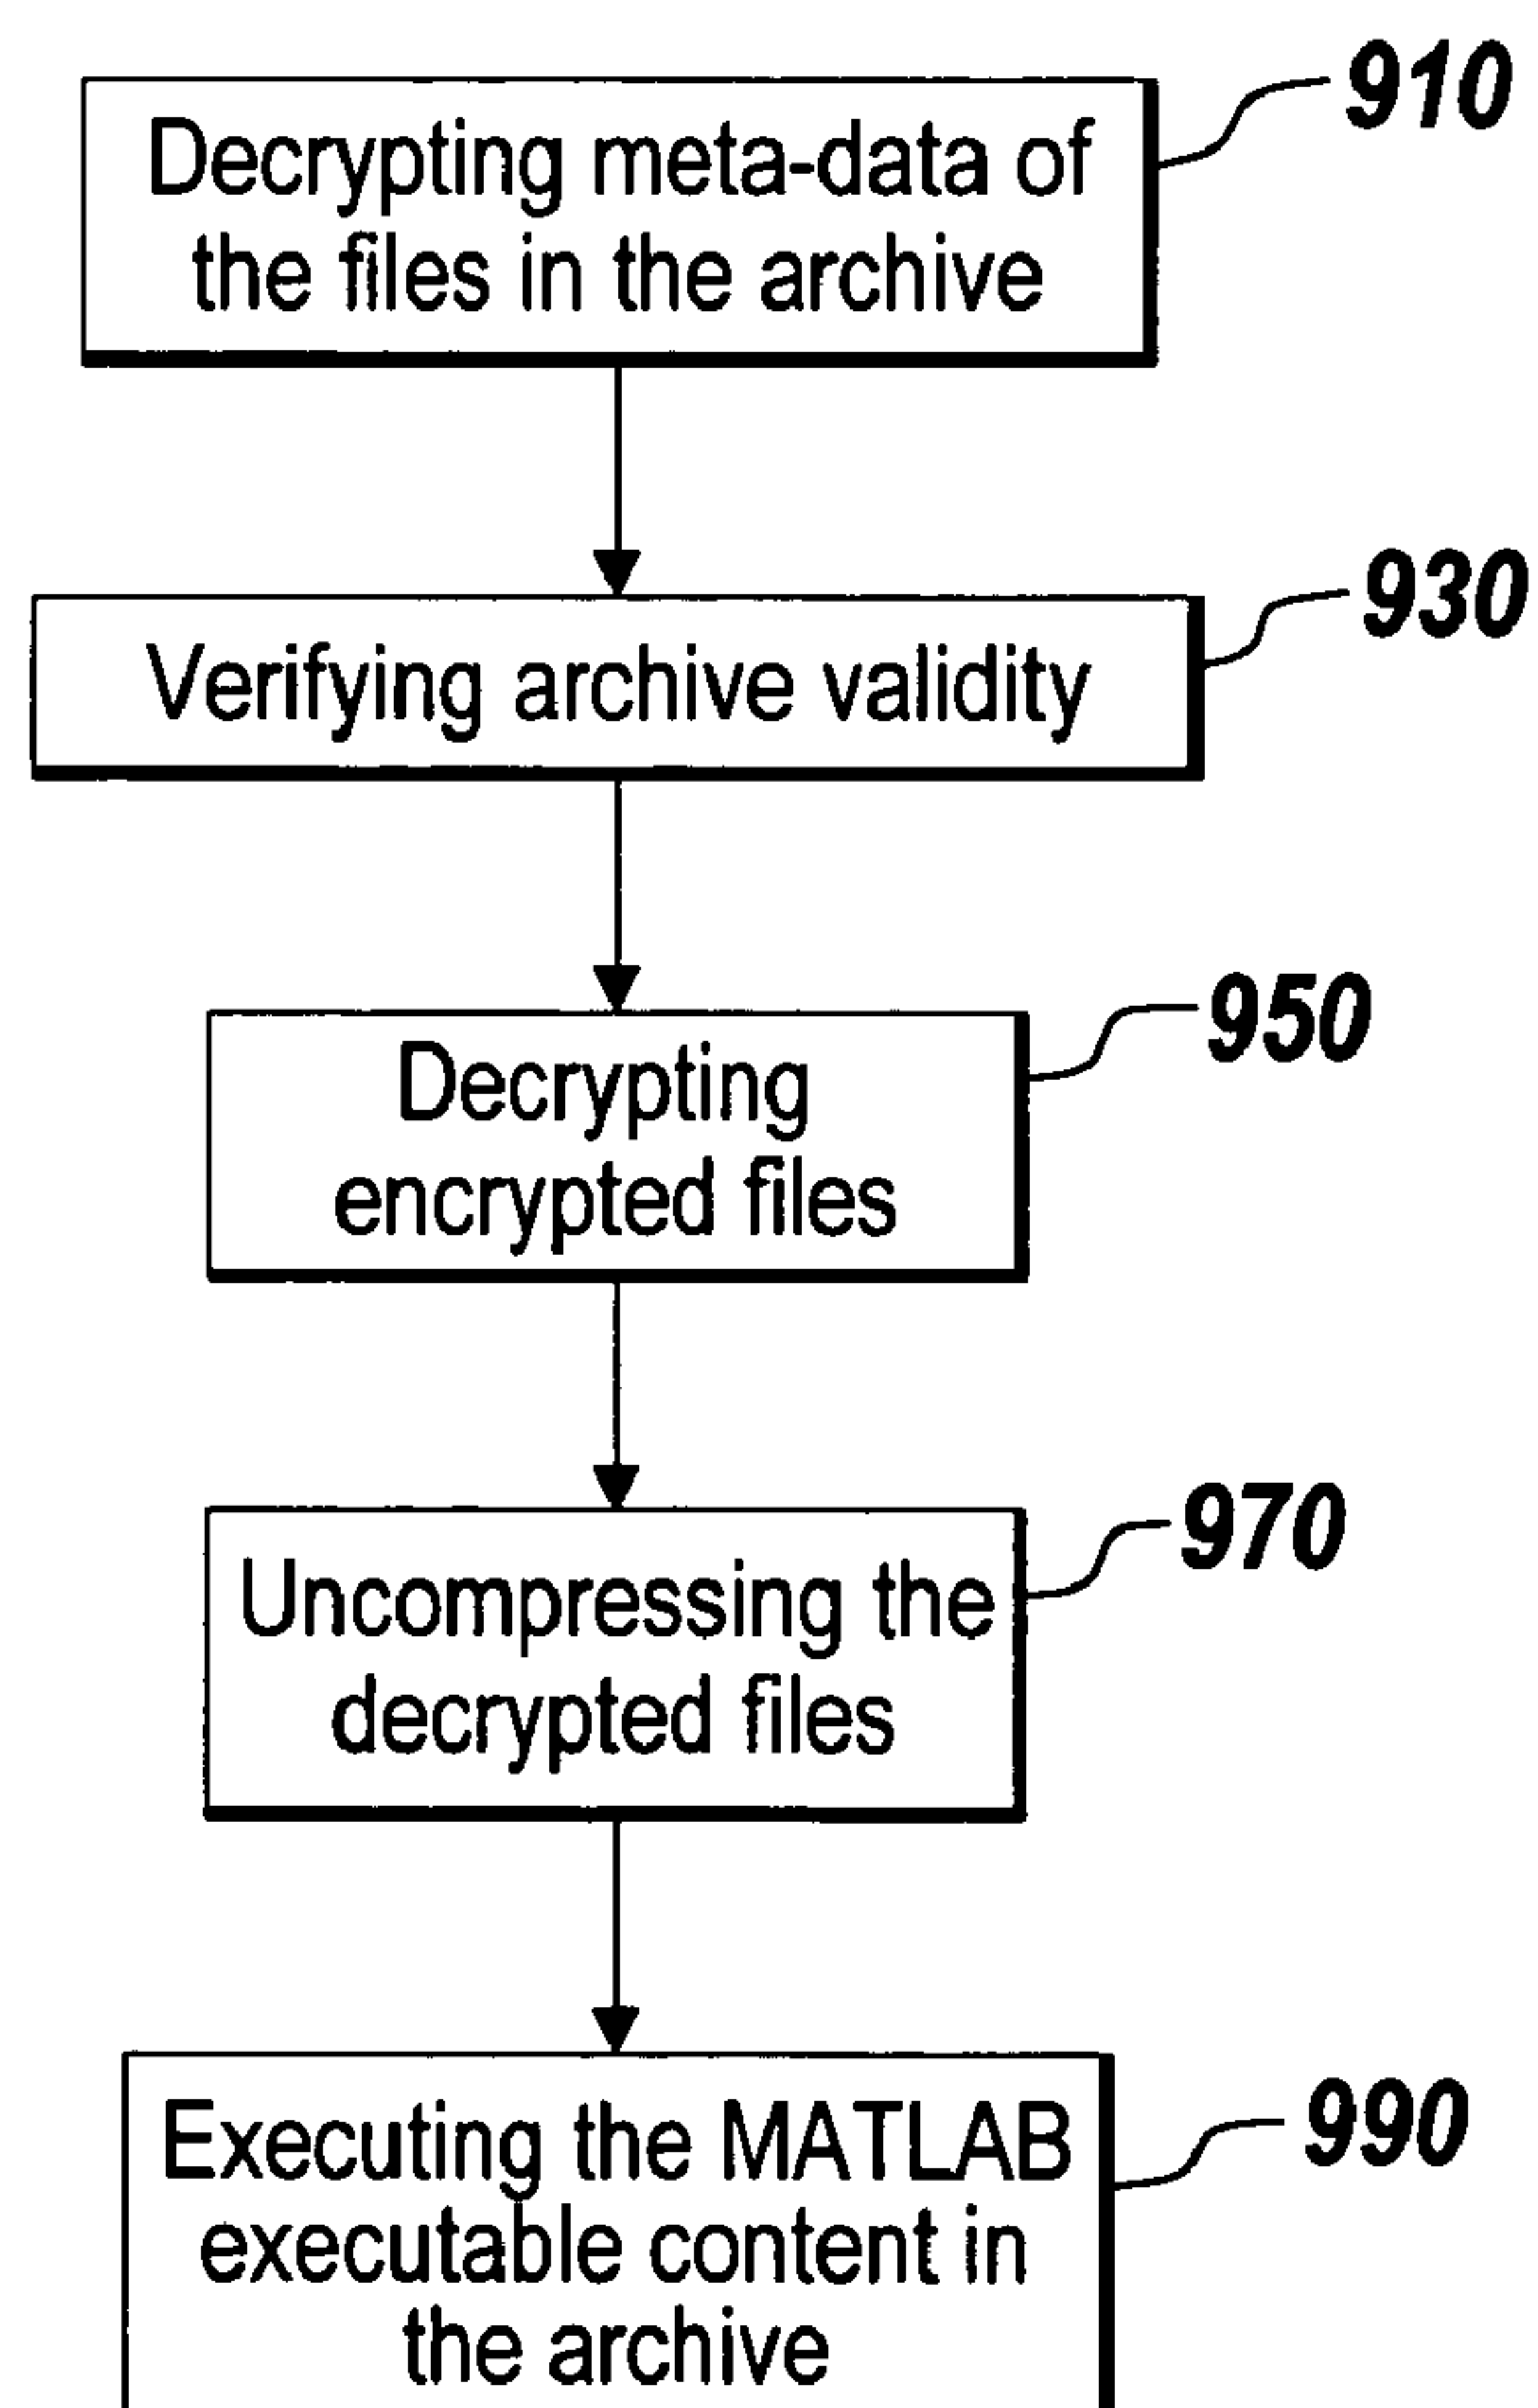 910
Decrypting meta-data of
the files in the archive
930
Verifying archive validity
950
Decrypting
encrypted files
970
Uncompressing the
decrypted files
990
Executing the MATLAB
executable content in
the archive